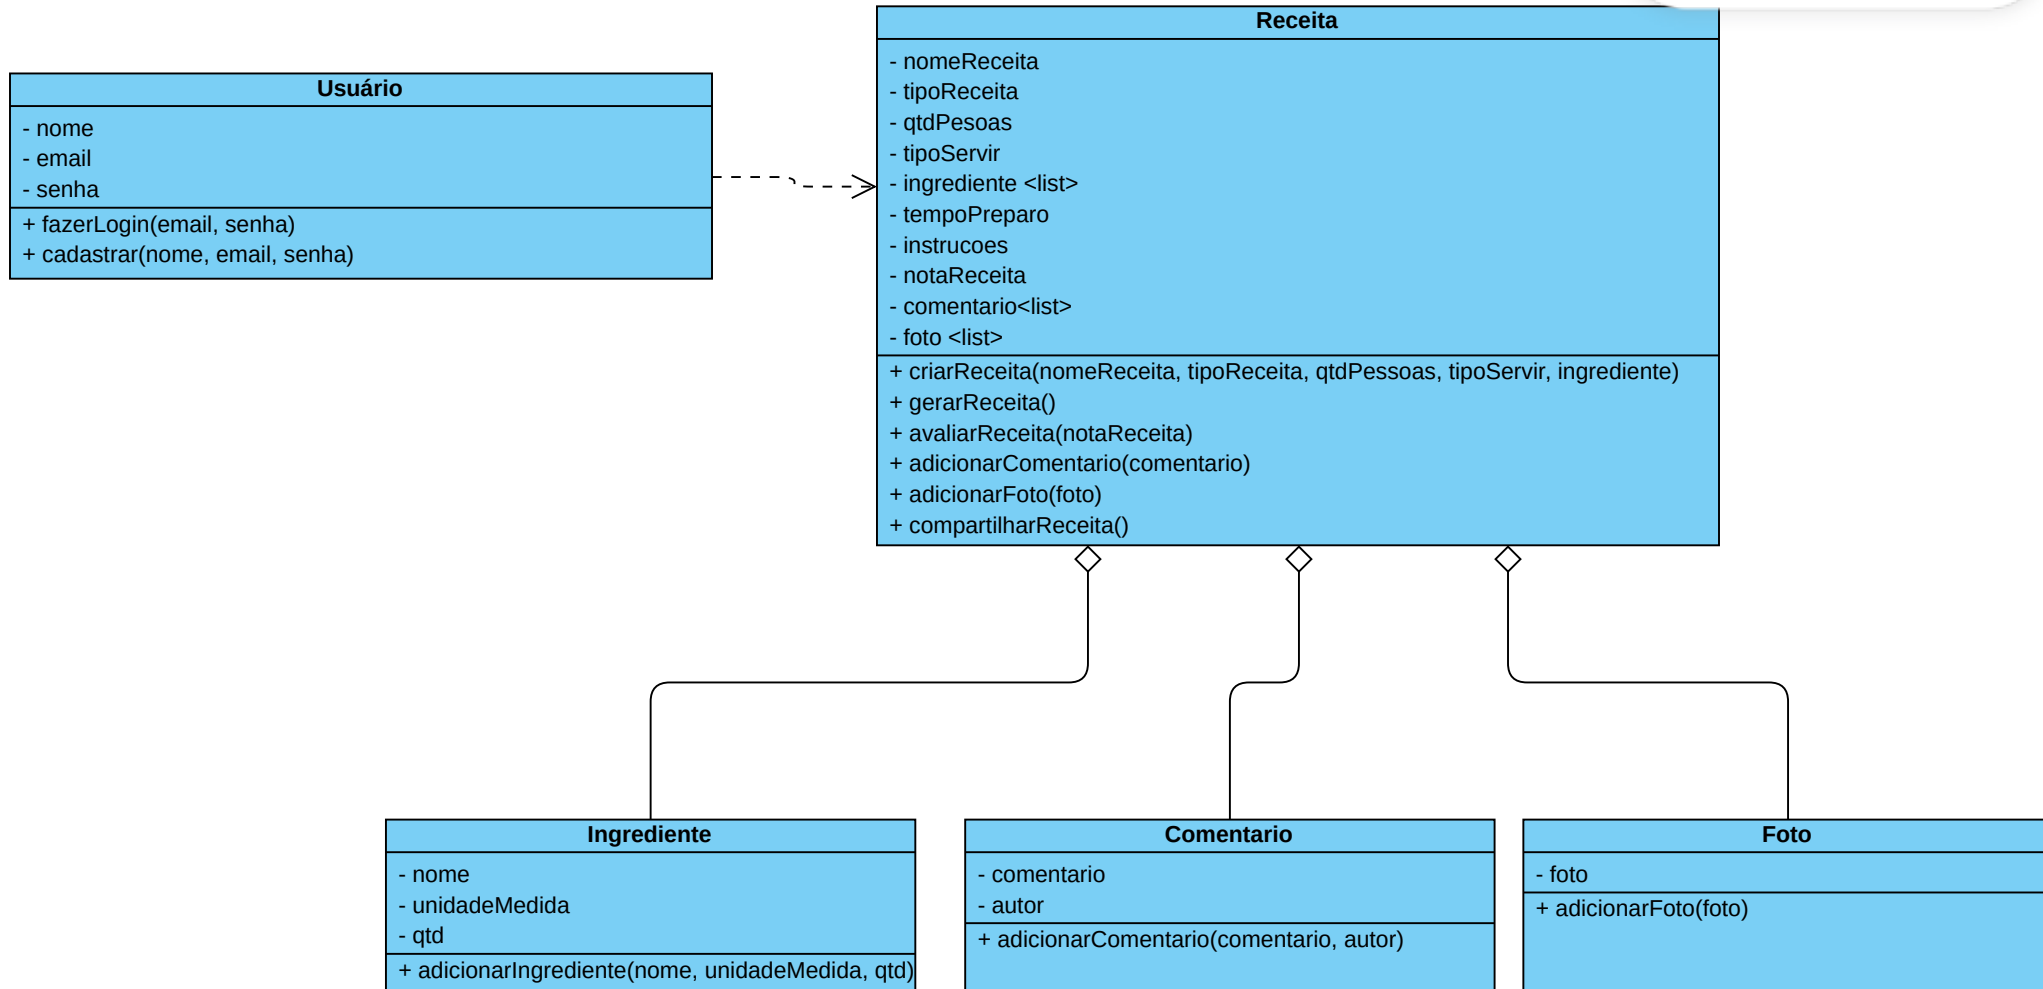 Usuário
- nome
- email
- senha
+ fazerLogin(email, senha)
+ cadastrar(nome, email, senha)
Receita
- nomeReceita
- tipoReceita
- qtdPesoas
- tipoServir
- ingrediente <list>
- tempoPreparo
- instrucoes
- notaReceita
- comentario<list>
- foto <list>
+ criarReceita(nomeReceita, tipoReceita, qtdPessoas, tipoServir, ingrediente)
+ gerarReceita()
+ avaliarReceita(notaReceita)
+ adicionarComentario(comentario)
+ adicionarFoto(foto)
+ compartilharReceita()
Ingrediente
- nome
- unidadeMedida
- qtd
+ adicionarIngrediente(nome, unidadeMedida, qtd)
Comentario
- comentario
- autor
+ adicionarComentario(comentario, autor)
Foto
- foto
+ adicionarFoto(foto)